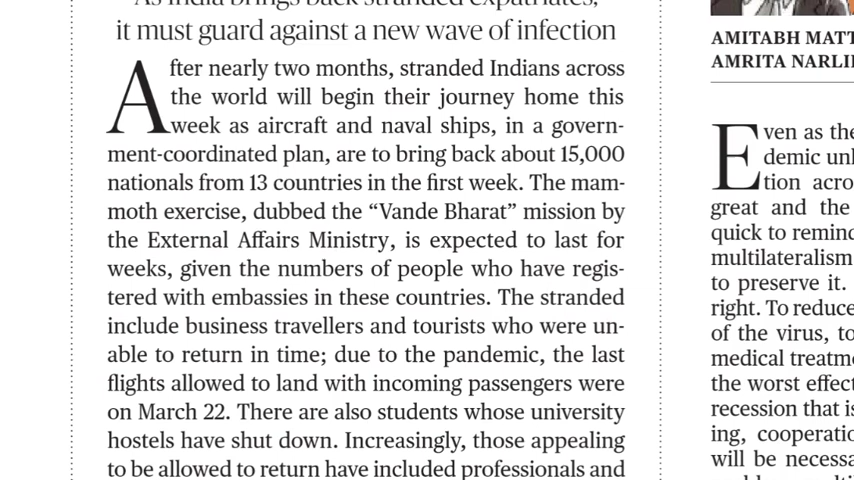 As India brings back stranded expatriates,
it must guard against a new wave of infection
After nearly two months, stranded Indians across
the world will begin their journey home this
week as aircraft and naval ships, in a govern-
ment-coordinated plan, are to bring back about 15,000
nationals from 13 countries in the first week. The mam-
moth exercise, dubbed the “Vande Bharat” mission by
the External Affairs Ministry, is expected to last for
weeks, given the numbers of people who have regis-
tered with embassies in these countries. The stranded
include business travellers and tourists who were un-
able to return in time; due to the pandemic, the last
flights allowed to land with incoming passengers were
on March 22. There are also students whose university
hostels have shut down. Increasingly, those appealing
to be allowed to return have included professionals and
AMITABH MATT
AMRITA NARLI
Even as the
demic unl
tion acro
great and the
quick to remind
multilateralism
to preserve it.
right. To reduce
of the virus, to
medical treatm
the worst effect
recession that is
ing, cooperatio
will be necessa